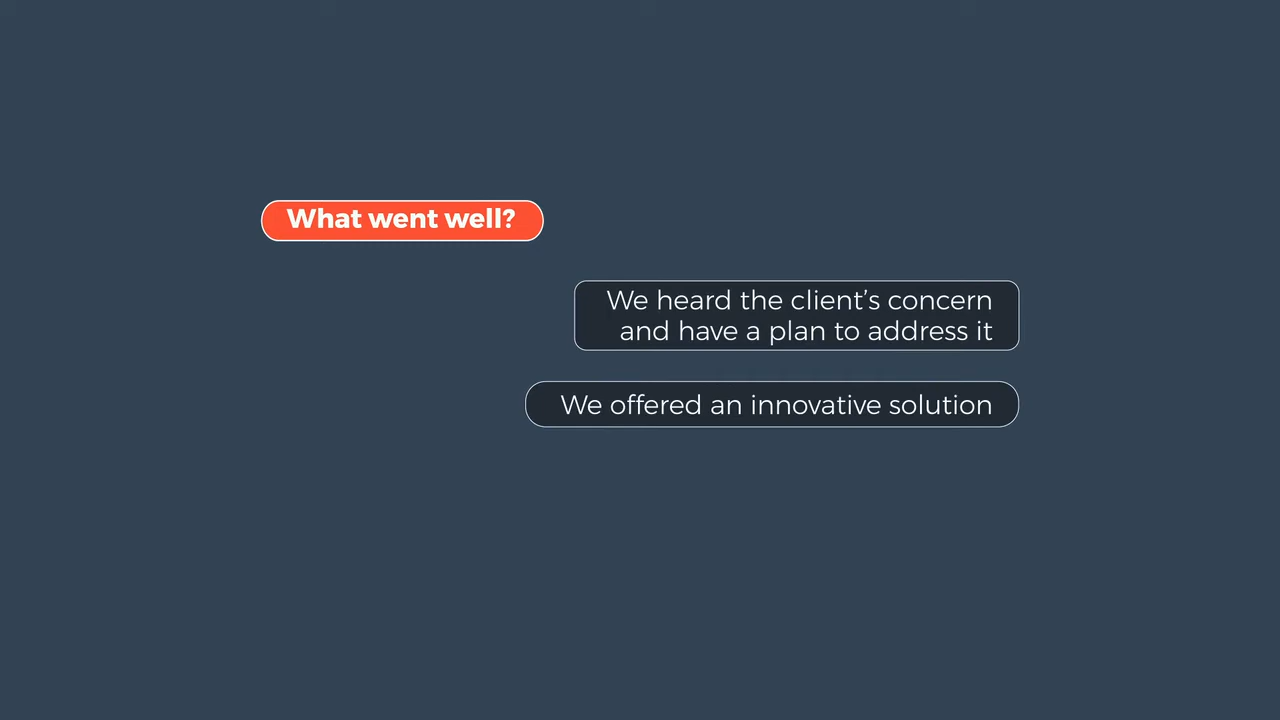 What went well?
We heard the client’s concern
and have a plan to address it
We offered an innovative solution